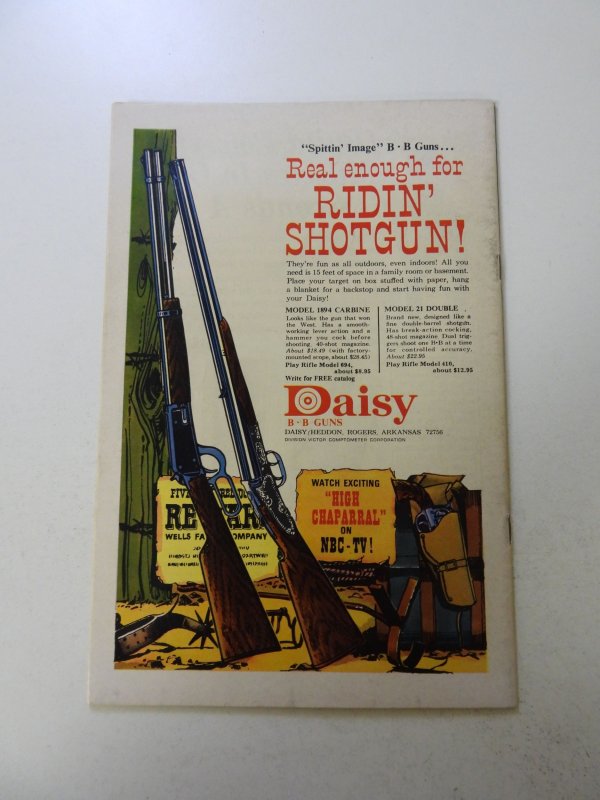 "Spittin' Image" B·B Guns...
Real enough for
RIDIN'
SHOTGUN!
They're fun as all outdoors, even indoors! All you
need is 15 feet of space in a family room or basement.
Place your target on box stuffed with paper, hang
a blanket for a backstop and start having fun with
your Daisy!
MODEL 1894 CARBINE
Looks like the gun that won
the West. Has a smooth-
working lever action and a
hammer you cock before
shooting. 40-shot magazine.
About $18.49 (with factory-
mounted scope, about $28.45)
Play Rifle Model 694,
about $8.95
Write for FREE catalog
MODEL 21 DOUBLE
Brand new, designed like a
fine double-barrel shotgun.
Has break-action cocking,
48-shot magazine. Dual trig-
gers shoot one B·B at a time
for controlled accuracy.
About $22.95
Play Rifle Model 416,
about $12.95
Daisy
B·B GUNS
DAISY/HEDDON, ROGERS, ARKANSAS 72756
DIVISION VICTOR COMPTOMETER CORPORATION
FIVE
WELLS FA
MPANY
WATCH EXCITING
"HIGH
CHAPARRAL"
ON
NBC-TV!